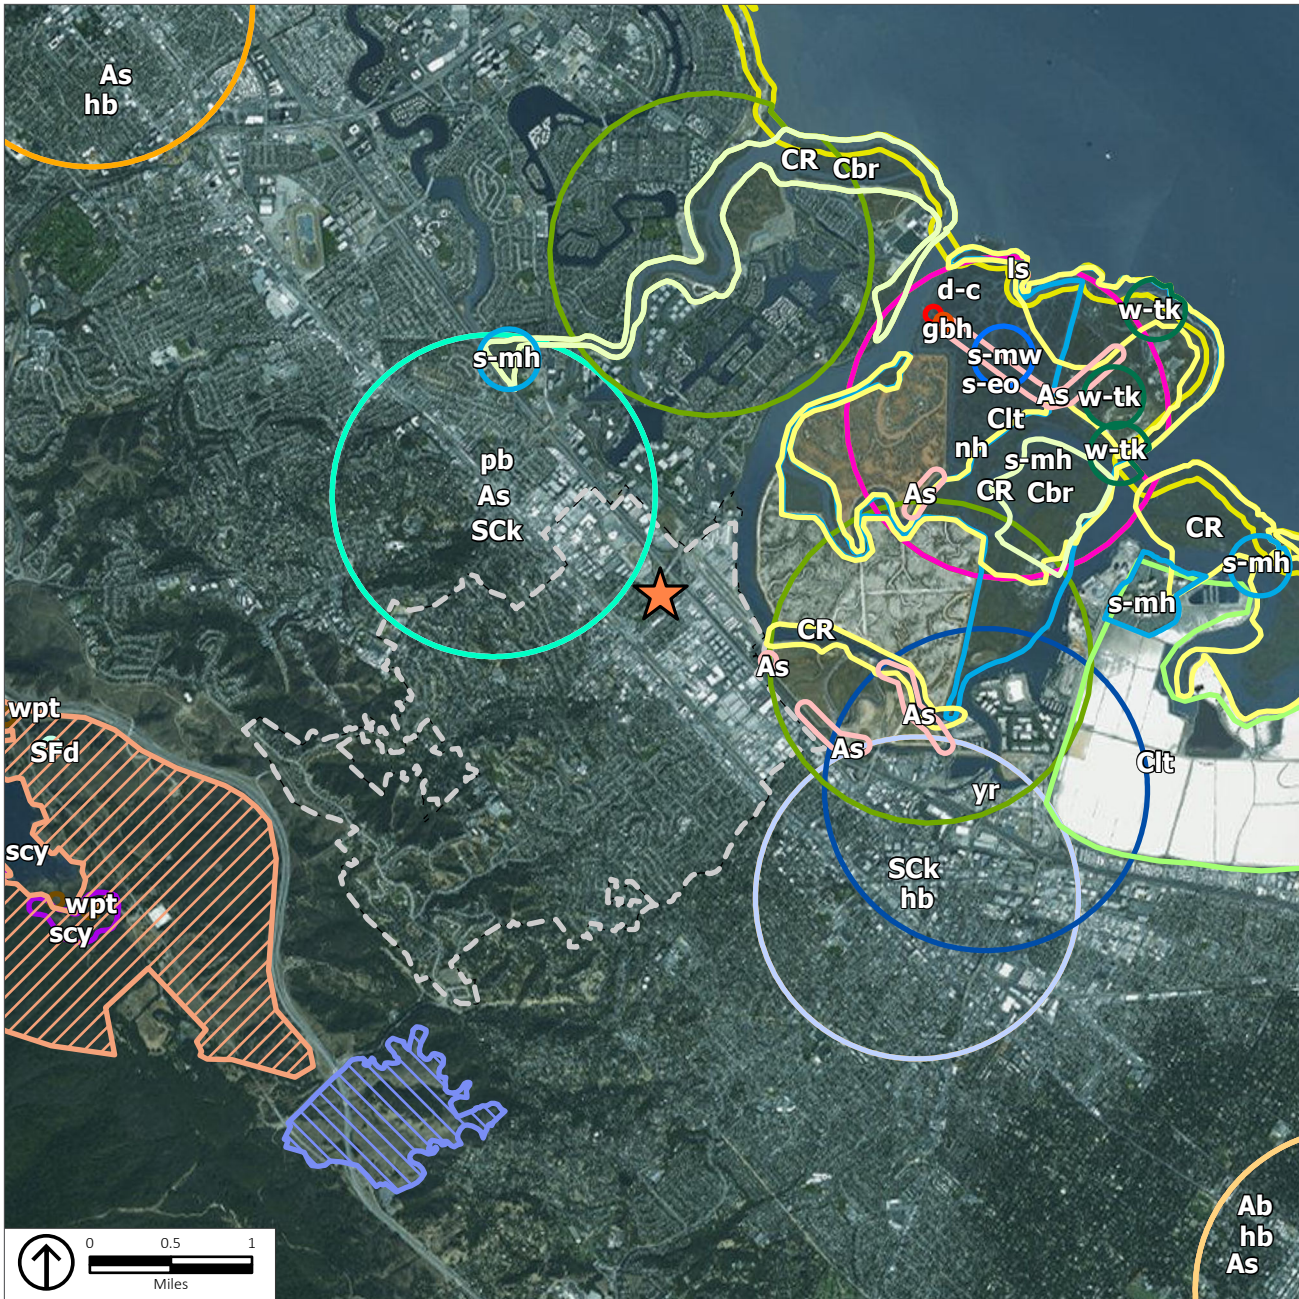 As
hb
CR Cbr
ls
d-c
w-tk
gbh
s-mw
s-mh
s-eo
As
w-tk
Clt
nh
w-tk
pb
s-mh
As
As
CR Cbr
SCk
CR
s-mh
s-mh
CR
As
wpt
As
SFd
As
Clt
yr
scy
SCk
hb
wpt
scy
Ab
hb
As
0 0.5 1
Miles